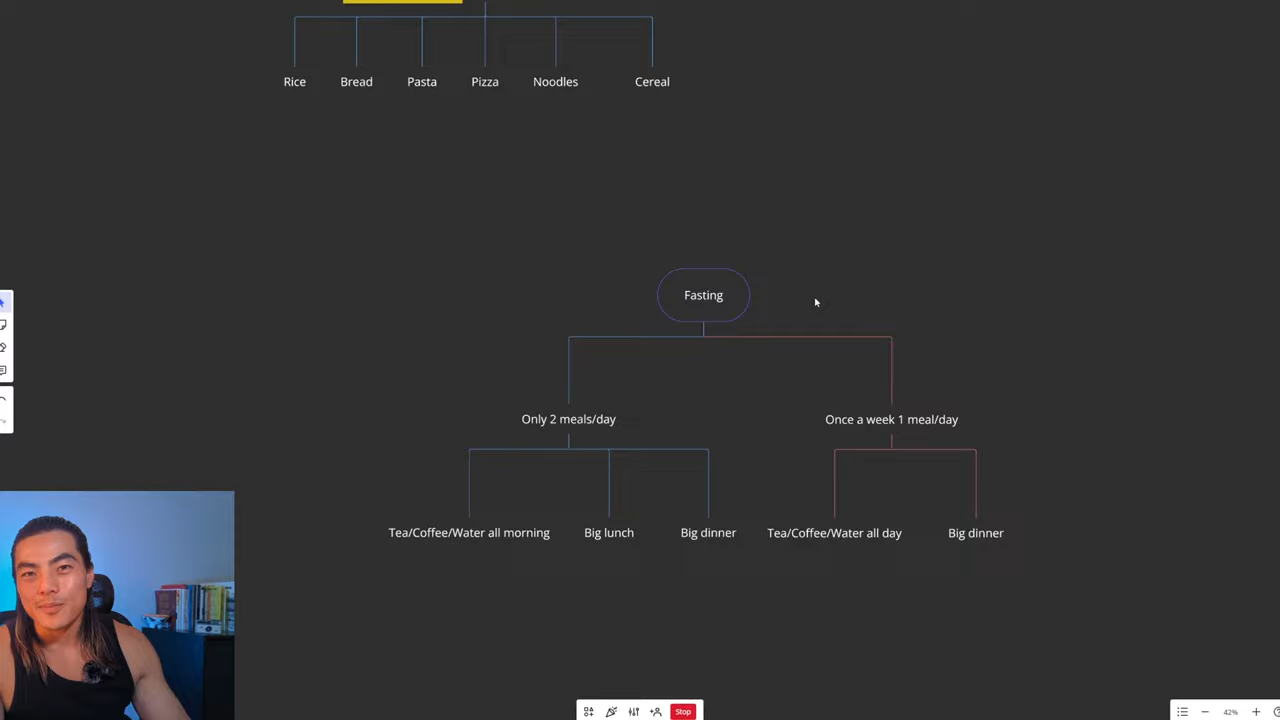 Rice Bread Pasta Pizza Noodles Cereal
Fasting
Only 2 meals/day Once a week 1 meal/day
Tea/Coffee/Water all morning Big lunch Big dinner Tea/Coffee/Water all day Big dinner
Stop
42%